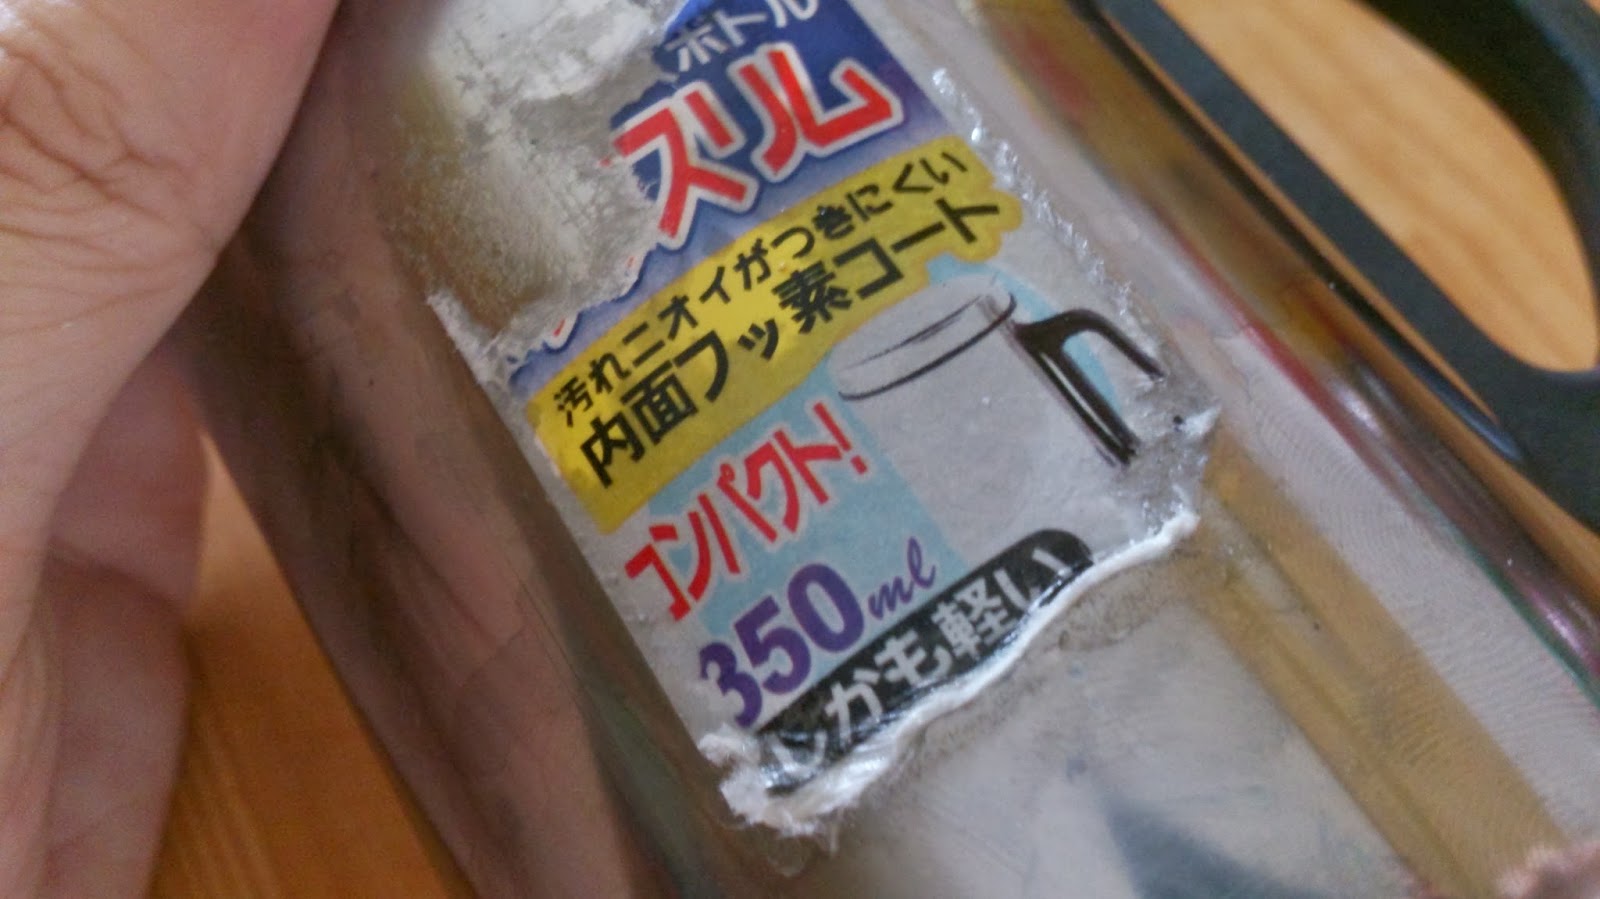 ボトル
スリル
汚れニオイがつきにくい
内面フッ素コート
コンパクト!
350ml
しかも軽い